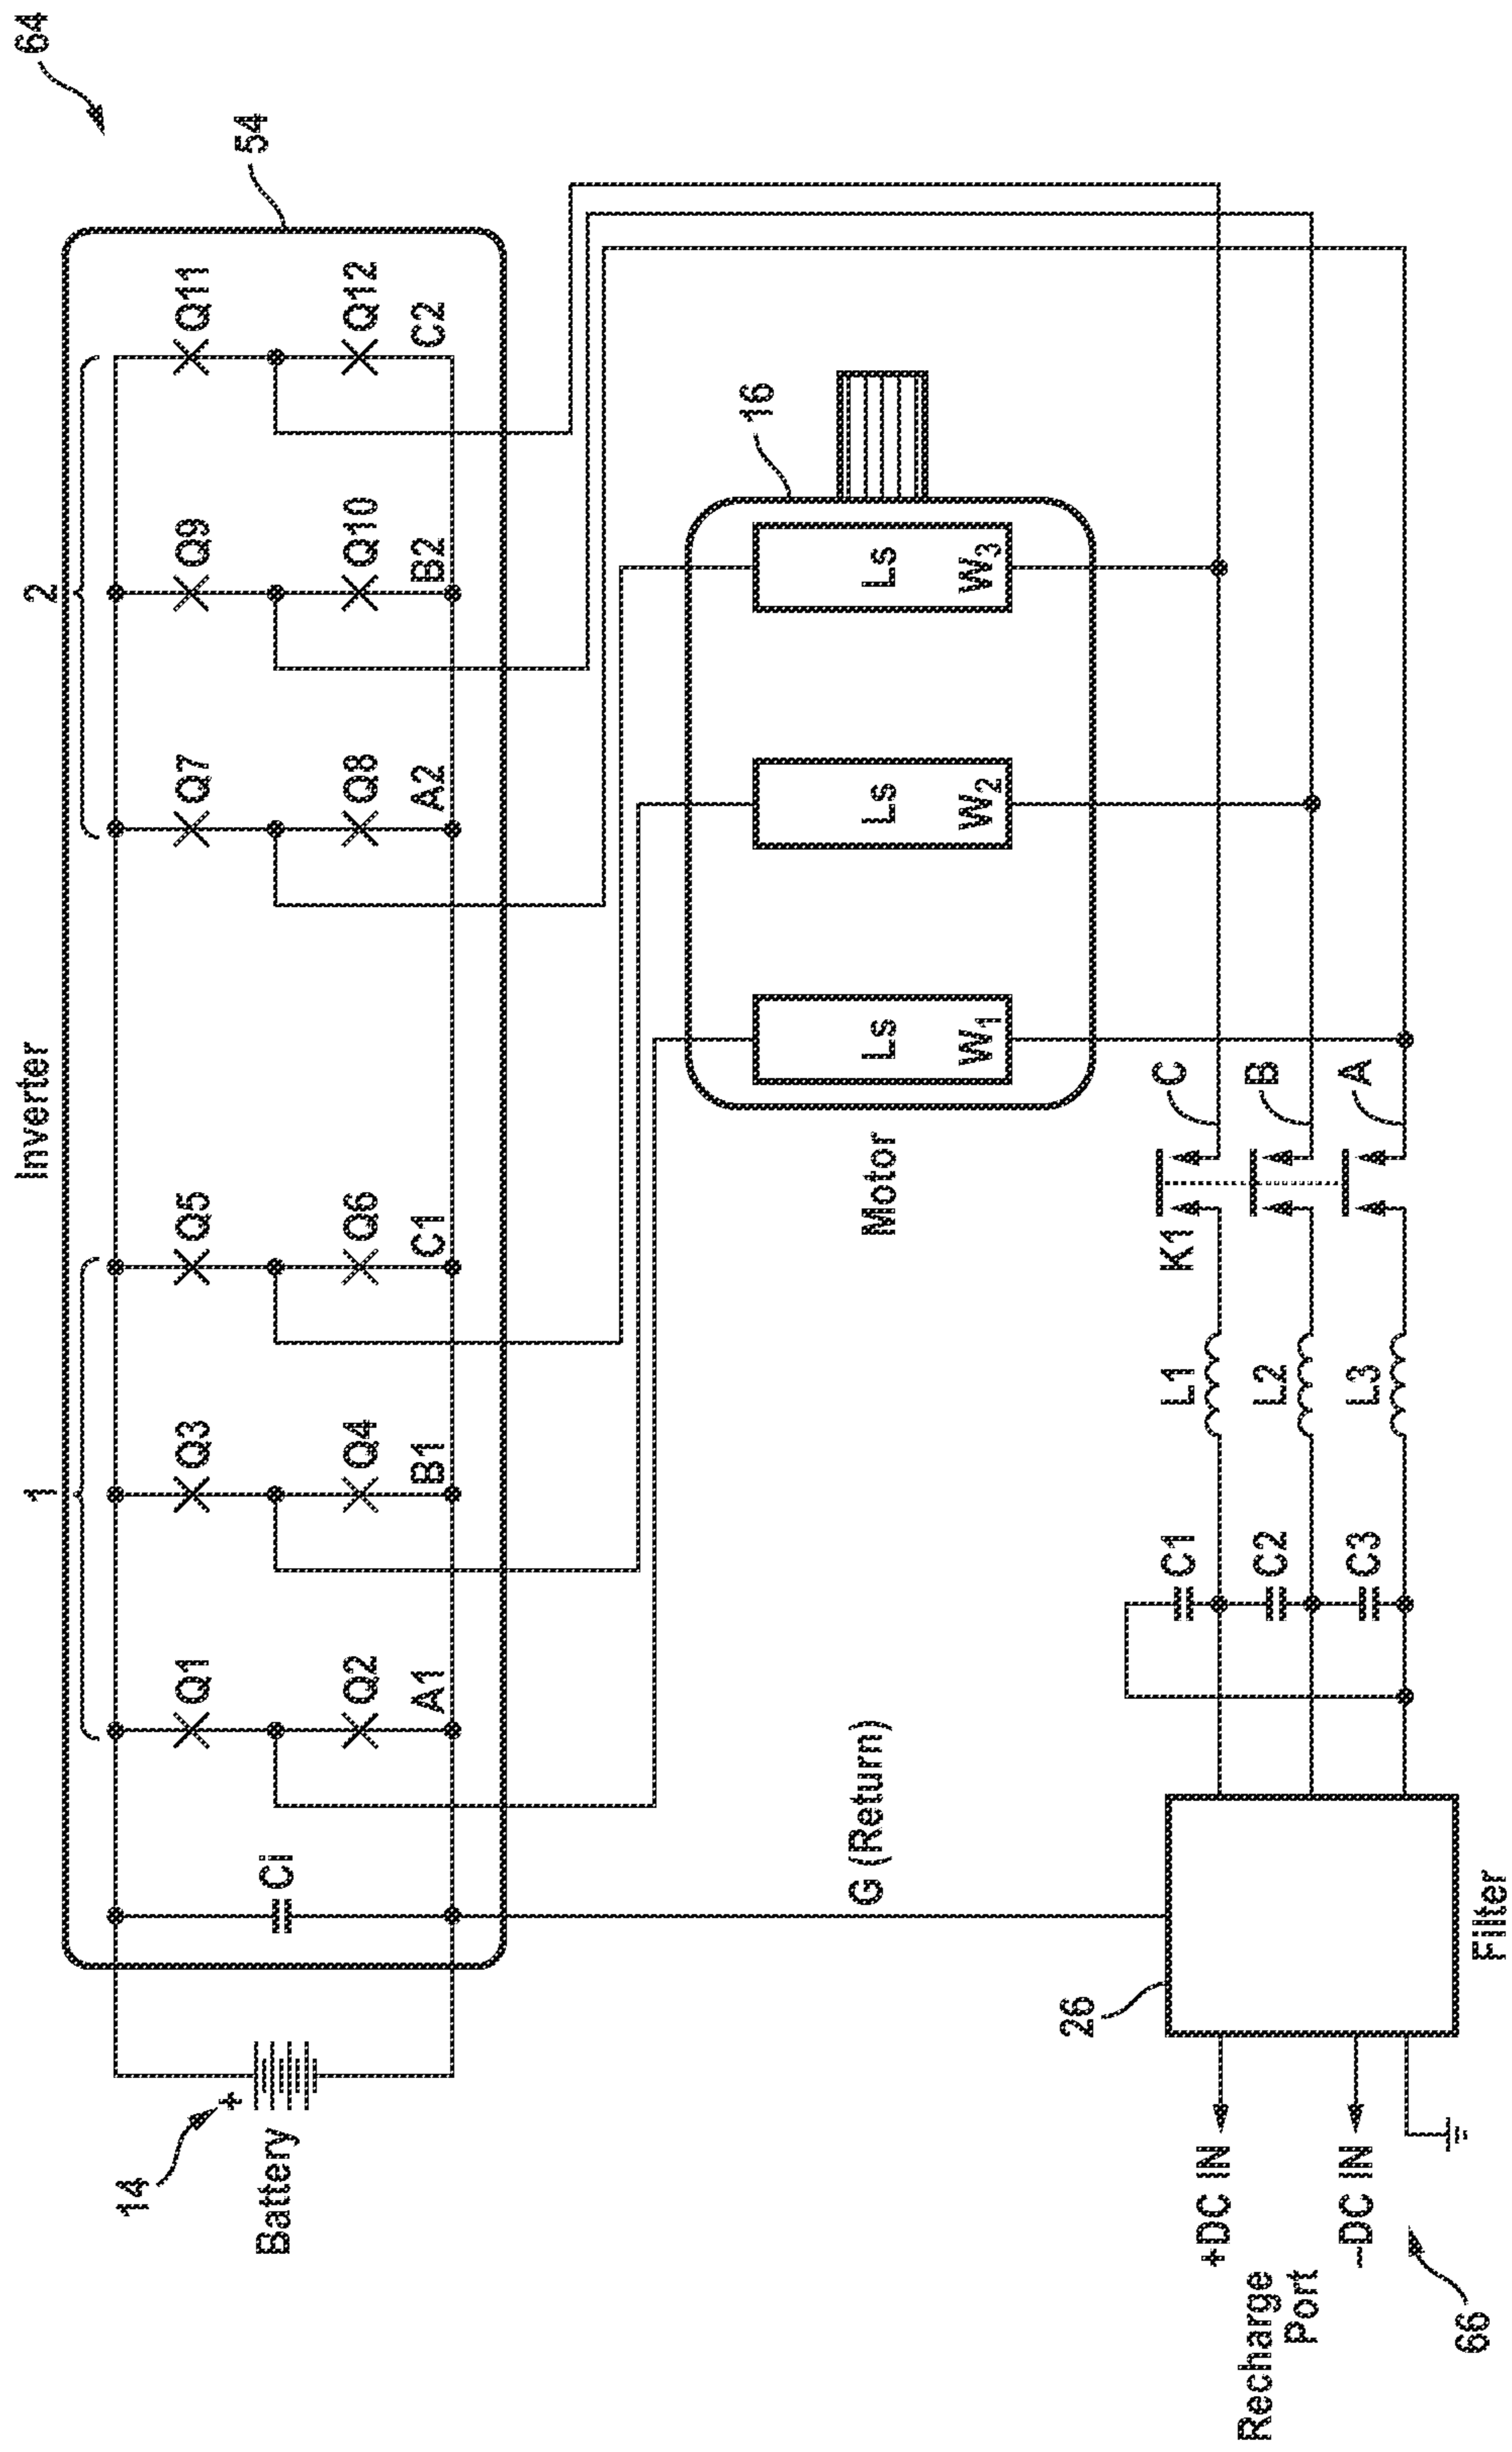 64
Inverter
54
1
2
Q1
Q3
Q5
Q7
Q9
Q11
Ci
Q2
Q4
Q6
Q8
Q10
Q12
A1
B1
C1
A2
B2
C2
14
+
Battery
16
Ls
Ls
Ls
W1
W2
W3
Motor
G (Return)
26
C1
L1
K1
C
C2
L2
B
C3
L3
A
+DC IN
Recharge
Port
–DC IN
Filter
66